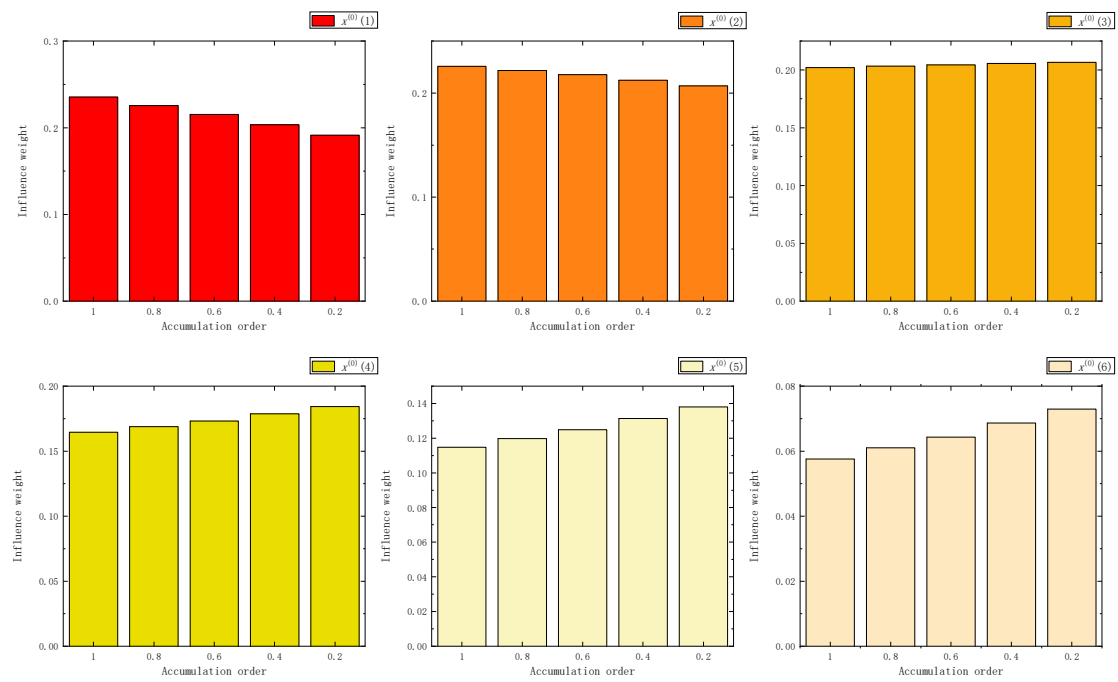 x⁽⁰⁾(1)
0.3
0.2
0.1
0.0
Influence weight
1 0.8 0.6 0.4 0.2
Accumulation order
x⁽⁰⁾(2)
0.2
0.1
0.0
Influence weight
1 0.8 0.6 0.4 0.2
Accumulation order
x⁽⁰⁾(3)
0.20
0.15
0.10
0.05
0.00
Influence weight
1 0.8 0.6 0.4 0.2
Accumulation order
x⁽⁰⁾(4)
0.20
0.15
0.10
0.05
0.00
Influence weight
1 0.8 0.6 0.4 0.2
Accumulation order
x⁽⁰⁾(5)
0.14
0.12
0.10
0.08
0.06
0.04
0.02
0.00
Influence weight
1 0.8 0.6 0.4 0.2
Accumulation order
x⁽⁰⁾(6)
0.08
0.06
0.04
0.02
0.00
Influence weight
1 0.8 0.6 0.4 0.2
Accumulation order